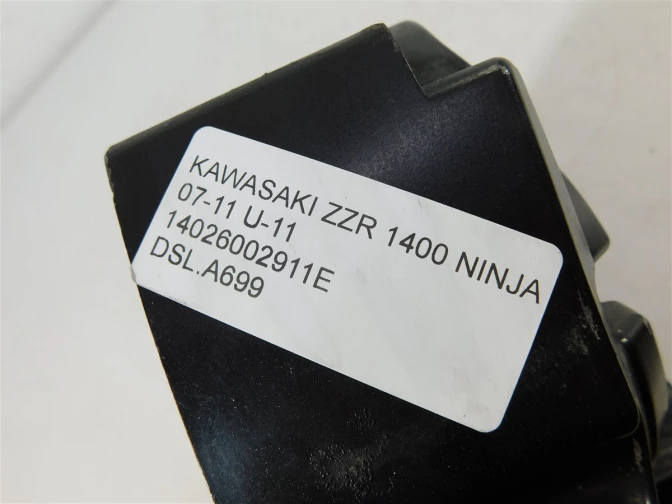 KAWASAKI ZZR 1400 NINJA
07-11 U-11
14026002911E
DSL.A699